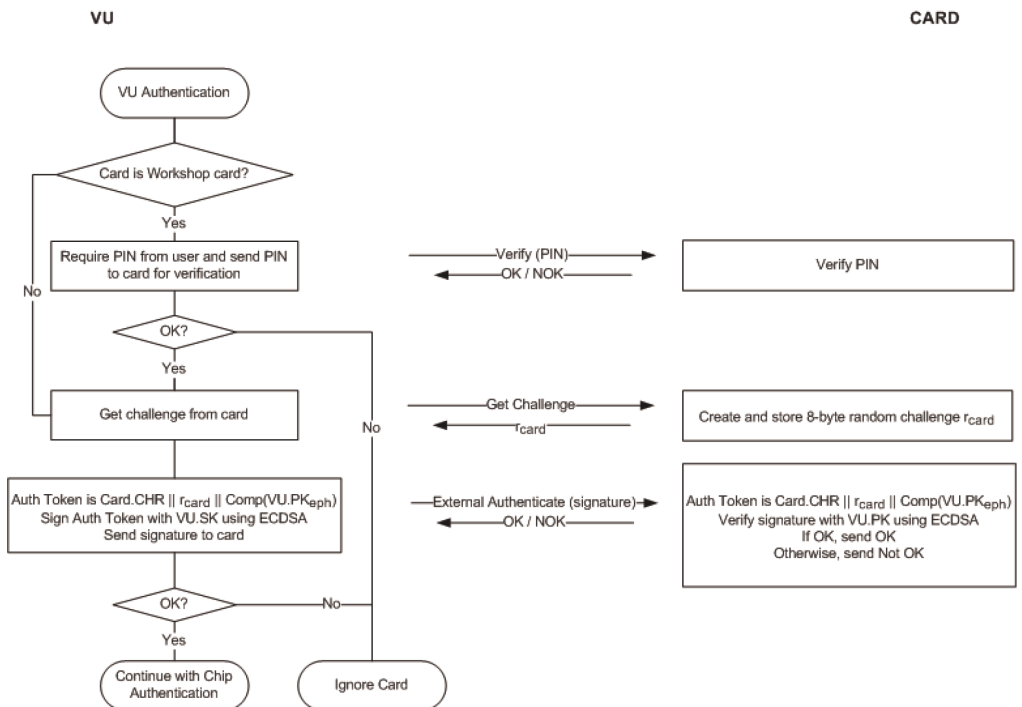 VU
CARD
VU Authentication
Card is Workshop card?
Yes
Require PIN from user and send PIN
to card for verification
Verify (PIN)
OK / NOK
Verify PIN
No
OK?
Yes
Get challenge from card
No
Get Challenge
rcard
Create and store 8-byte random challenge rcard
Auth Token is Card.CHR || rcard || Comp(VU.PKeph)
Sign Auth Token with VU.SK using ECDSA
Send signature to card
External Authenticate (signature)
OK / NOK
Auth Token is Card.CHR || rcard || Comp(VU.PKeph)
Verify signature with VU.PK using ECDSA
If OK, send OK
Otherwise, send Not OK
OK?
No
Yes
Continue with Chip
Authentication
Ignore Card